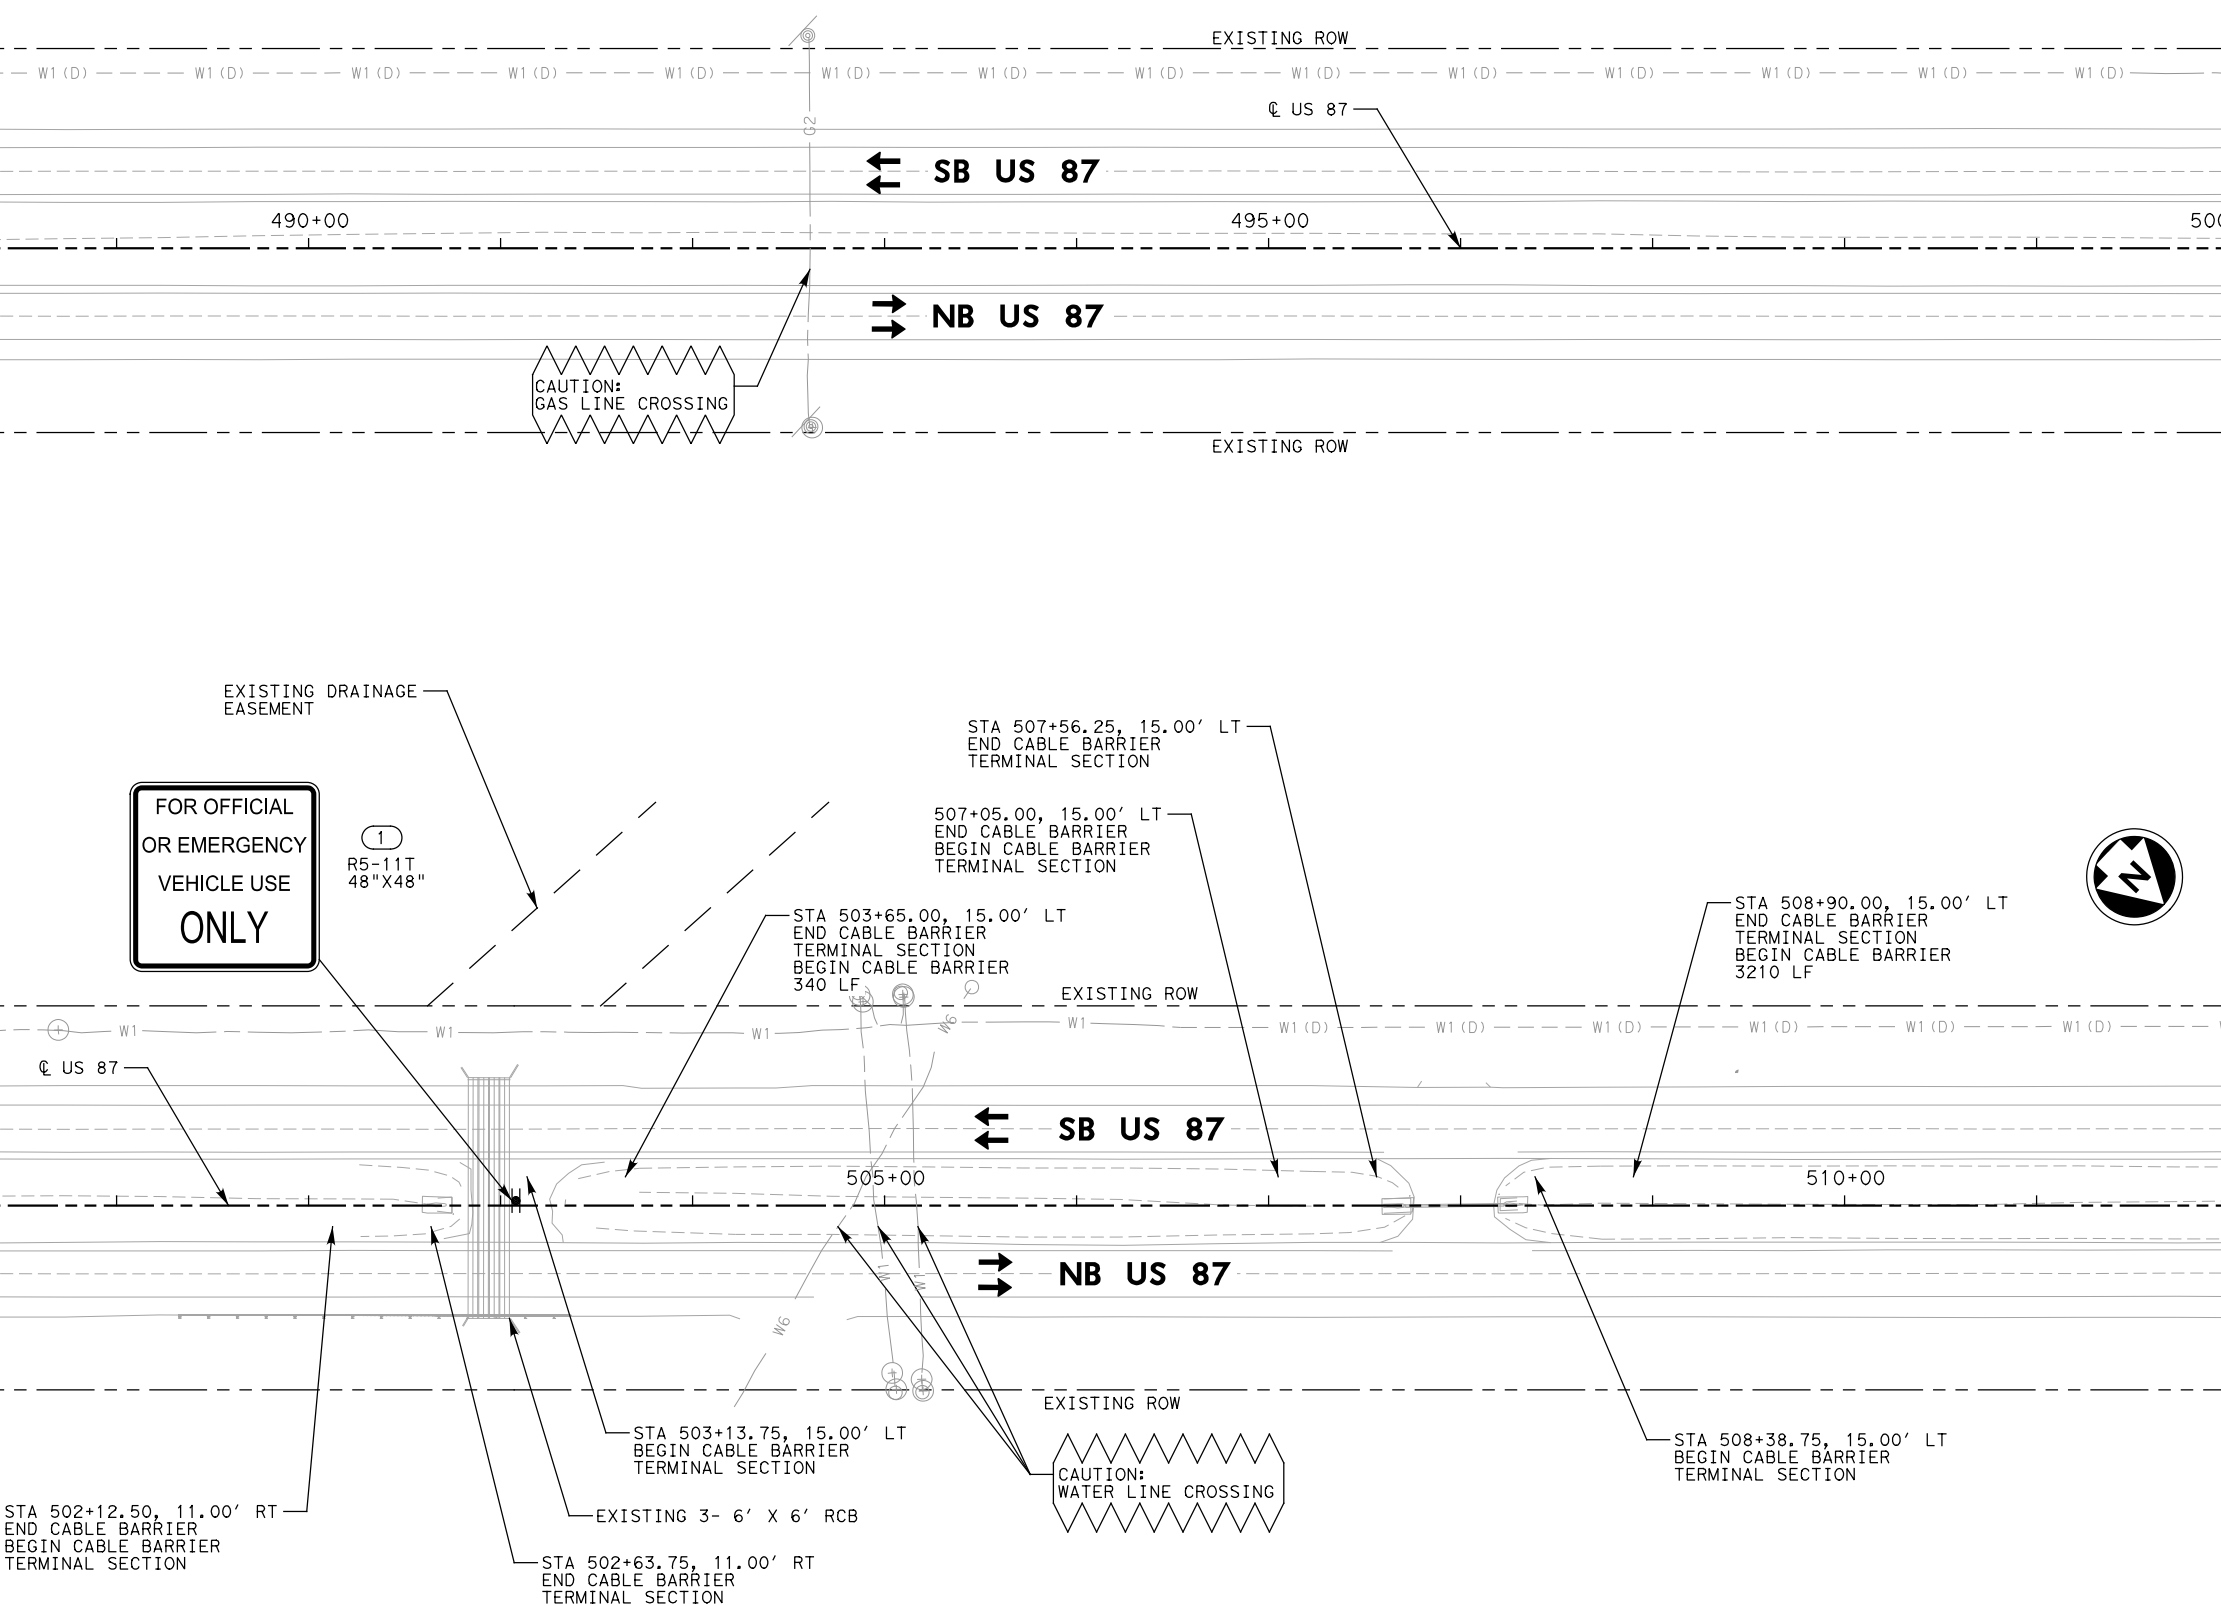 EXISTING ROW
W1(D) W1(D) W1(D) W1(D) W1(D) W1(D) W1(D) W1(D) W1(D) W1(D) W1(D) W1(D) W1(D) W1(D)
℄ US 87
G2
SB US 87
490+00
495+00
500
NB US 87
CAUTION:
GAS LINE CROSSING
EXISTING ROW
EXISTING DRAINAGE
EASEMENT
STA 507+56.25, 15.00' LT
END CABLE BARRIER
TERMINAL SECTION
507+05.00, 15.00' LT
END CABLE BARRIER
BEGIN CABLE BARRIER
TERMINAL SECTION
FOR OFFICIAL
OR EMERGENCY
VEHICLE USE
ONLY
1
R5-11T
48"X48"
N
STA 503+65.00, 15.00' LT
END CABLE BARRIER
TERMINAL SECTION
BEGIN CABLE BARRIER
340 LF
STA 508+90.00, 15.00' LT
END CABLE BARRIER
TERMINAL SECTION
BEGIN CABLE BARRIER
3210 LF
EXISTING ROW
W1 W1 W1 W6 W1 W1(D) W1(D) W1(D) W1(D) W1(D) W1(D)
℄ US 87
SB US 87
505+00
510+00
W1 W1
NB US 87
W6
EXISTING ROW
STA 503+13.75, 15.00' LT
BEGIN CABLE BARRIER
TERMINAL SECTION
CAUTION:
WATER LINE CROSSING
STA 508+38.75, 15.00' LT
BEGIN CABLE BARRIER
TERMINAL SECTION
STA 502+12.50, 11.00' RT
END CABLE BARRIER
BEGIN CABLE BARRIER
TERMINAL SECTION
EXISTING 3- 6' X 6' RCB
STA 502+63.75, 11.00' RT
END CABLE BARRIER
TERMINAL SECTION